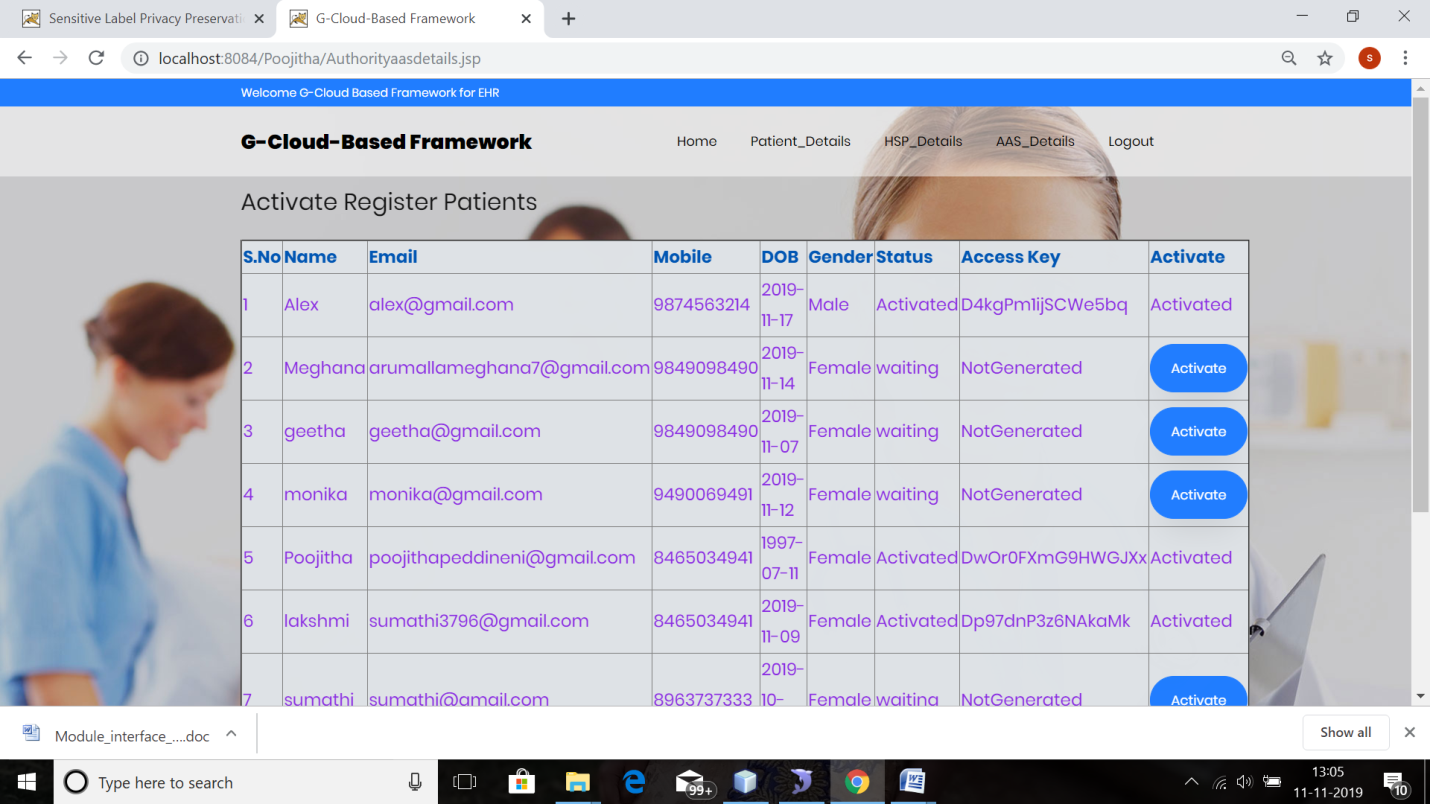 Sensitive Label Privacy Preservati
G-Cloud-Based Framework
localhost:8084/Poojitha/Authorityaasdetails.jsp
s
Welcome G-Cloud Based Framework for EHR
G-Cloud-Based Framework
Home Patient_Details HSP_Details AAS_Details Logout
Activate Register Patients
S.No Name Email Mobile DOB Gender Status Access Key Activate
1 Alex alex@gmail.com 9874563214 2019-11-17 Male Activated D4kgPm1ijSCWe5bq Activated
2 Meghana arumallameghana7@gmail.com 9849098490 2019-11-14 Female waiting NotGenerated Activate
3 geetha geetha@gmail.com 9849098490 2019-11-07 Female waiting NotGenerated Activate
4 monika monika@gmail.com 9490069491 2019-11-12 Female waiting NotGenerated Activate
5 Poojitha poojithapeddineni@gmail.com 8465034941 1997-07-11 Female Activated DwOr0FXmG9HWGJXx Activated
6 lakshmi sumathi3796@gmail.com 8465034941 2019-11-09 Female Activated Dp97dnP3z6NAkaMk Activated
7 sumathi sumathi@gmail.com 8963737333 2019-10- Female waiting NotGenerated Activate
Module_interface_....doc
Show all
Type here to search
99+
13:05
11-11-2019
10